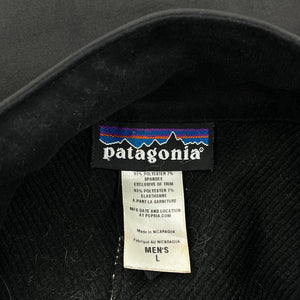 patagonia®
93% POLYESTER 7%
SPANDEX
EXCLUSIVE OF TRIM
93% POLYESTER 7%
ELASTHANNE
A PART LA GARNITURE
MFG DATE AND LOCATION
AT POPSIA.COM
Made in NICARAGUA
Fabriqué AU NICARAGUA
MEN'S
L